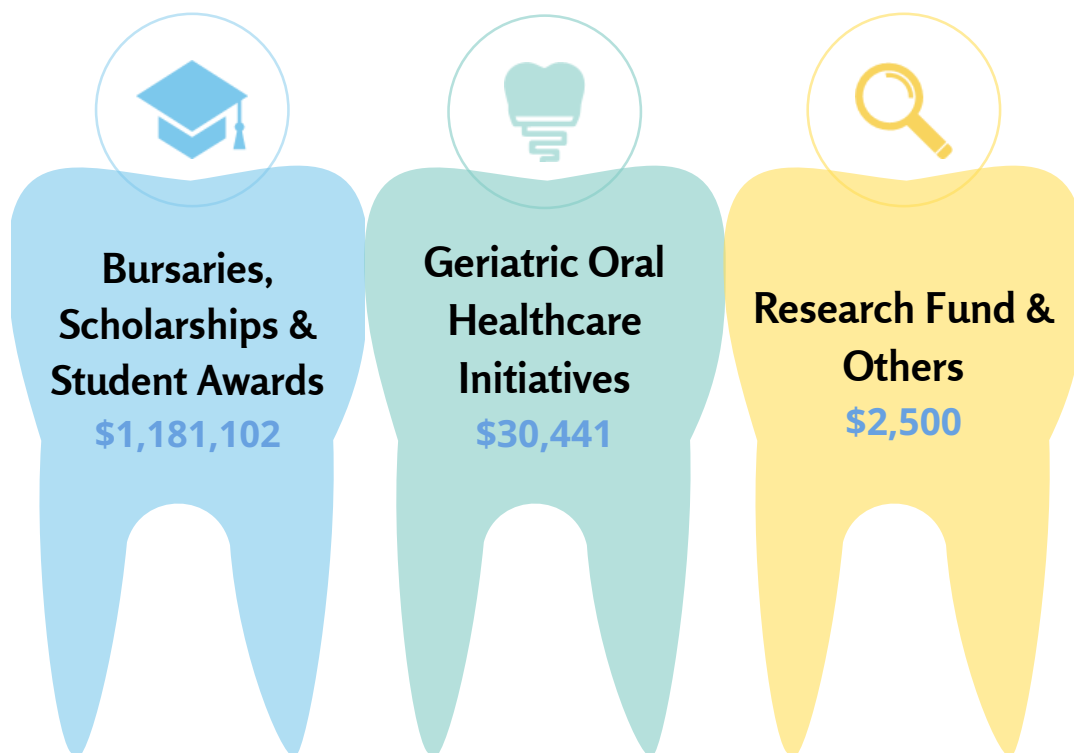 Bursaries,
Scholarships &
Student Awards
$1,181,102
Geriatric Oral
Healthcare
Initiatives
$30,441
Research Fund &
Others
$2,500